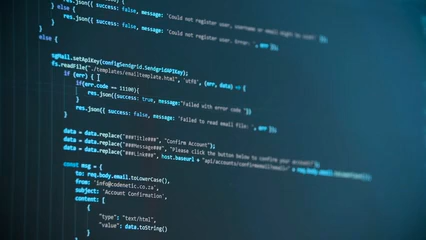 res.json({ success: false, message: 'Could not register user, username or email might be
} else {
res.json({ success: false, message: 'Could not register user. Error: ', err });
}
}
else {
sgMail.setApiKey(configSendgrid.SendgridAPIKey);
fs.readFile("./templates/emailtemplate.html", 'utf8', (err, data) => {
if (err) {
if(err.code == 11100){
res.json({success: true, message:"Failed with error code "})
}
res.json({ success: false, message: 'Failed to read email file: ', err });
}
data = data.replace("###Title###", "Confirm Account");
data = data.replace("###Message###", "Please click the button below to confirm your account!");
data = data.replace("###Link###", host.baseurl + "api/accounts/confirmemail?email=" + req.body.email
const msg = {
to: req.body.email.toLowerCase(),
from: 'info@codenetic.co.za',
subject: 'Account Confirmation',
content: [
{
"type": "text/html",
"value": data.toString()
}